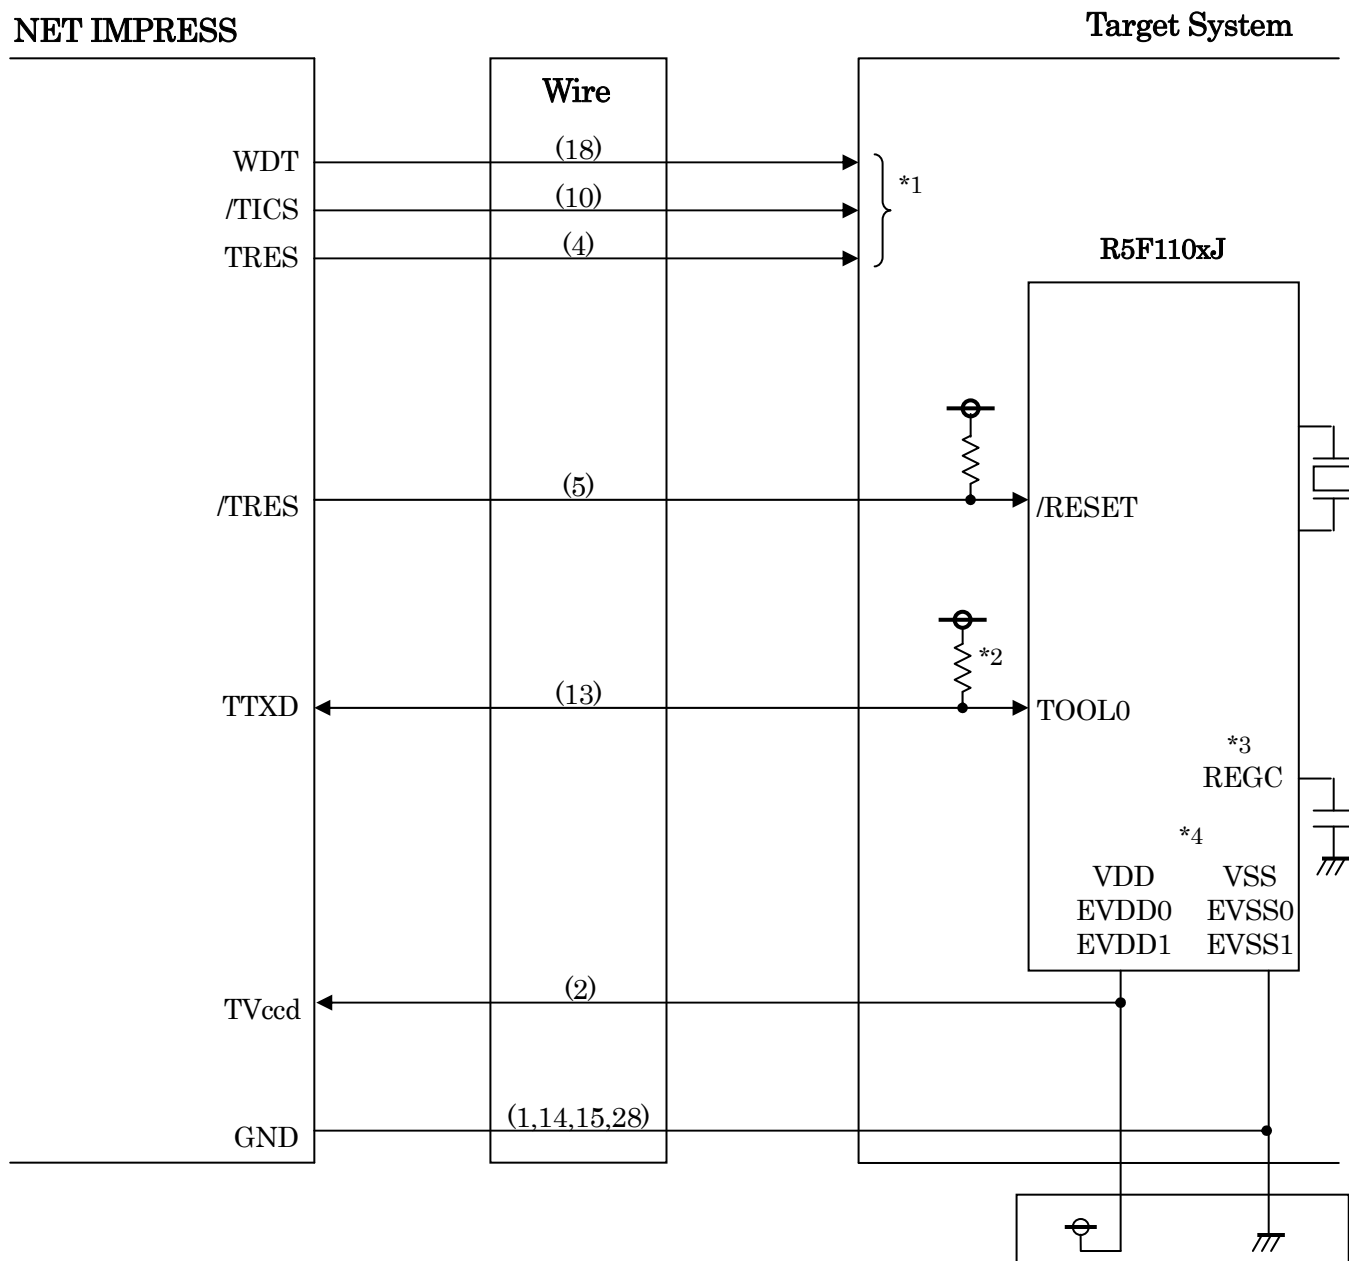 NET IMPRESS
Target System
Wire
WDT
(18)
*1
/TICS
(10)
TRES
(4)
R5F110xJ
/TRES
(5)
/RESET
*2
TTXD
(13)
TOOL0
*3
REGC
*4
VDD VSS
EVDD0 EVSS0
EVDD1 EVSS1
TVccd
(2)
GND
(1,14,15,28)